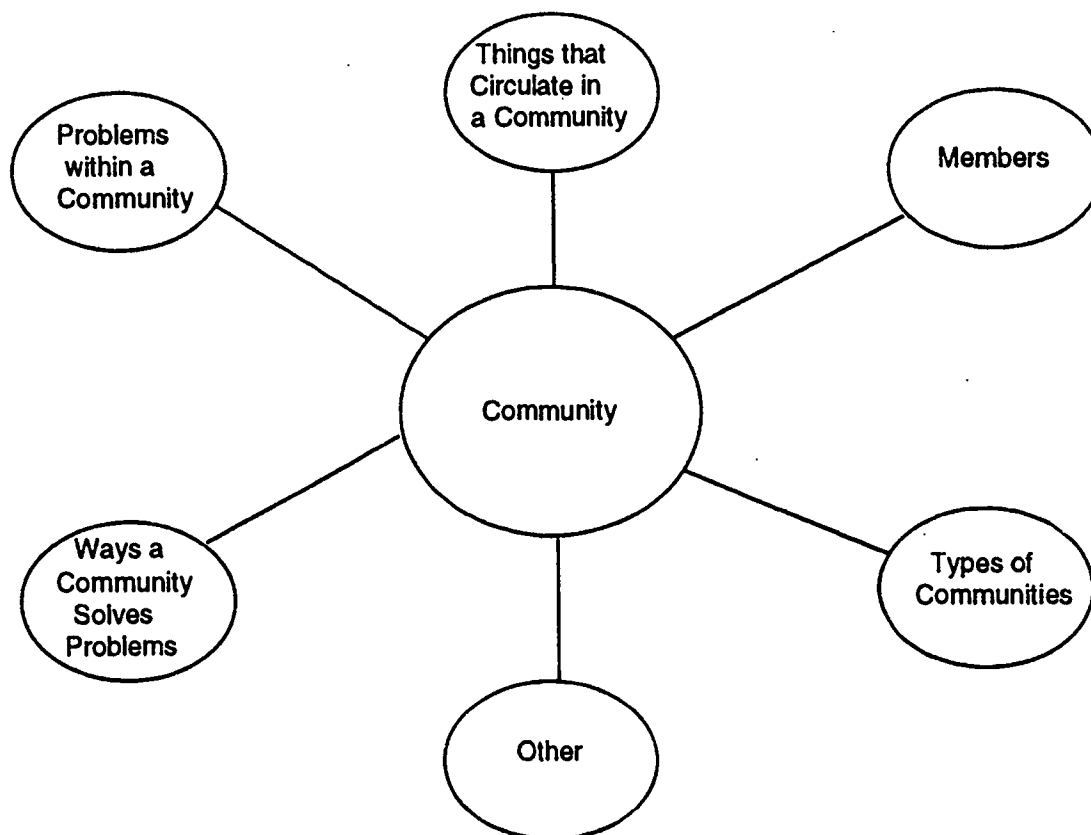 Things that
Circulate in
a Community
Problems
within a
Community
Members
Community
Ways a
Community
Solves
Problems
Types of
Communities
Other